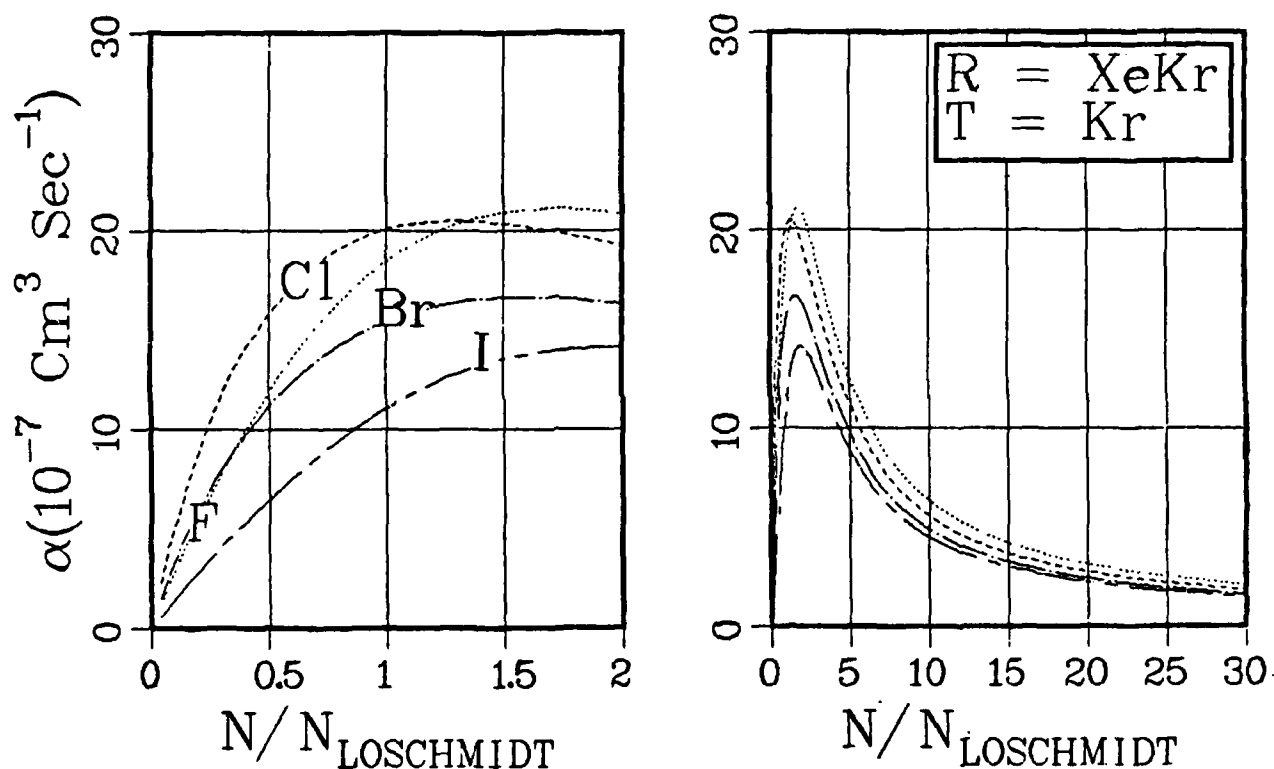 30
20
10
0
α(10⁻⁷ Cm³ Sec⁻¹)
Cl
Br
I
F
0 0.5 1 1.5 2
N/N_LOSCHMIDT
30
20
10
0
R = XeKr
T = Kr
0 5 10 15 20 25 30
N/N_LOSCHMIDT